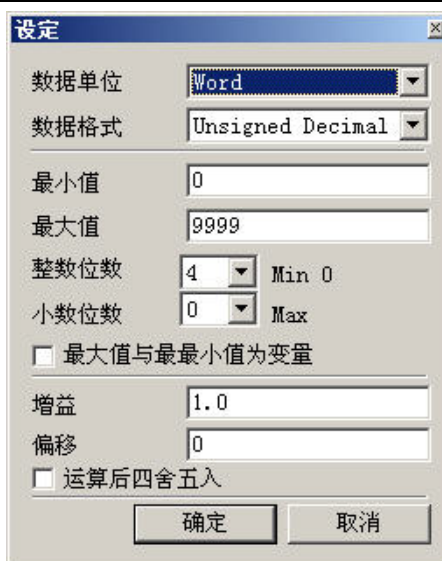 设定
数据单位 Word
数据格式 Unsigned Decimal
最小值 0
最大值 9999
整数位数 4 Min 0
小数位数 0 Max
最大值与最最小值为变量
增益 1.0
偏移 0
运算后四舍五入
确定 取消